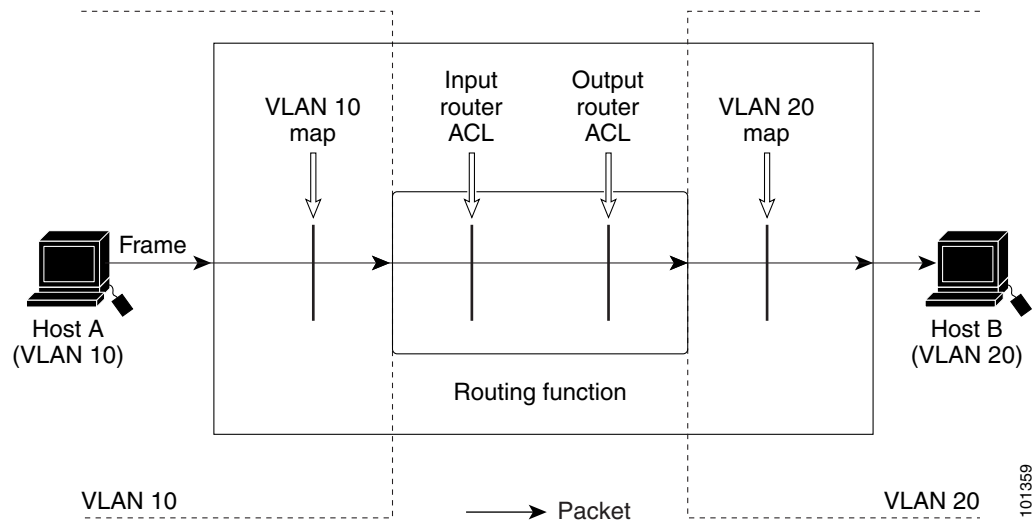 VLAN 10
map
Input
router
ACL
Output
router
ACL
VLAN 20
map
Frame
Host A
(VLAN 10)
Host B
(VLAN 20)
Routing function
VLAN 10
Packet
VLAN 20
101359